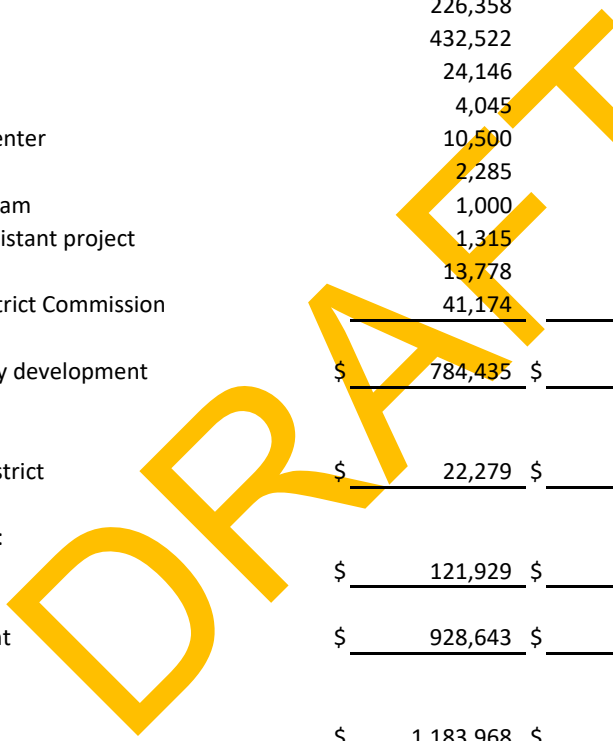 226,358
432,522
24,146
4,045
enter 10,500
2,285
am 1,000
istant project 1,315
13,778
trict Commission 41,174
y development $ 784,435 $
strict $ 22,279 $
:
$ 121,929 $
nt $ 928,643 $
$ 1,183,968 $
DRAFT